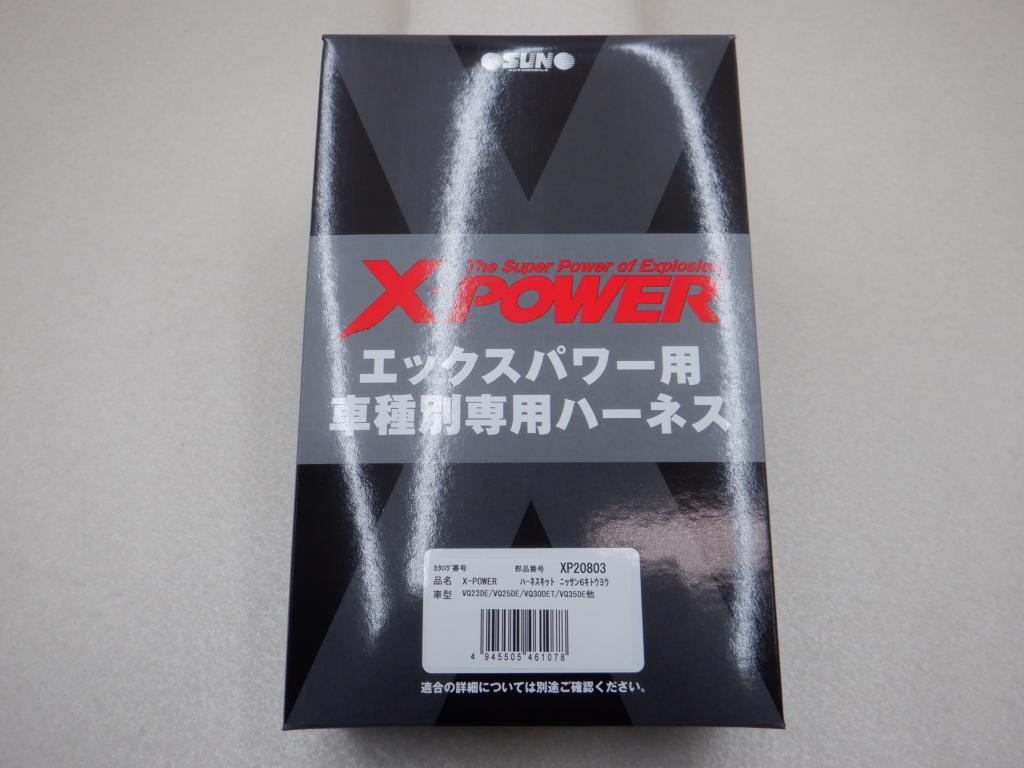 SUN
AUTOMOBILE
The Super Power of Explosion
X-POWER
エックスパワー用
車種別専用ハーネス
ｶﾀﾛｸﾞ番号 部品番号 XP20803
品名 X-POWER ﾊｰﾈｽｷｯﾄ ﾆｯｻﾝ6ｷﾄｳﾖｳ
車型 VQ23DE/VQ25DE/VQ30DET/VQ35DE他
4 945505 461078
適合の詳細については別途ご確認ください。